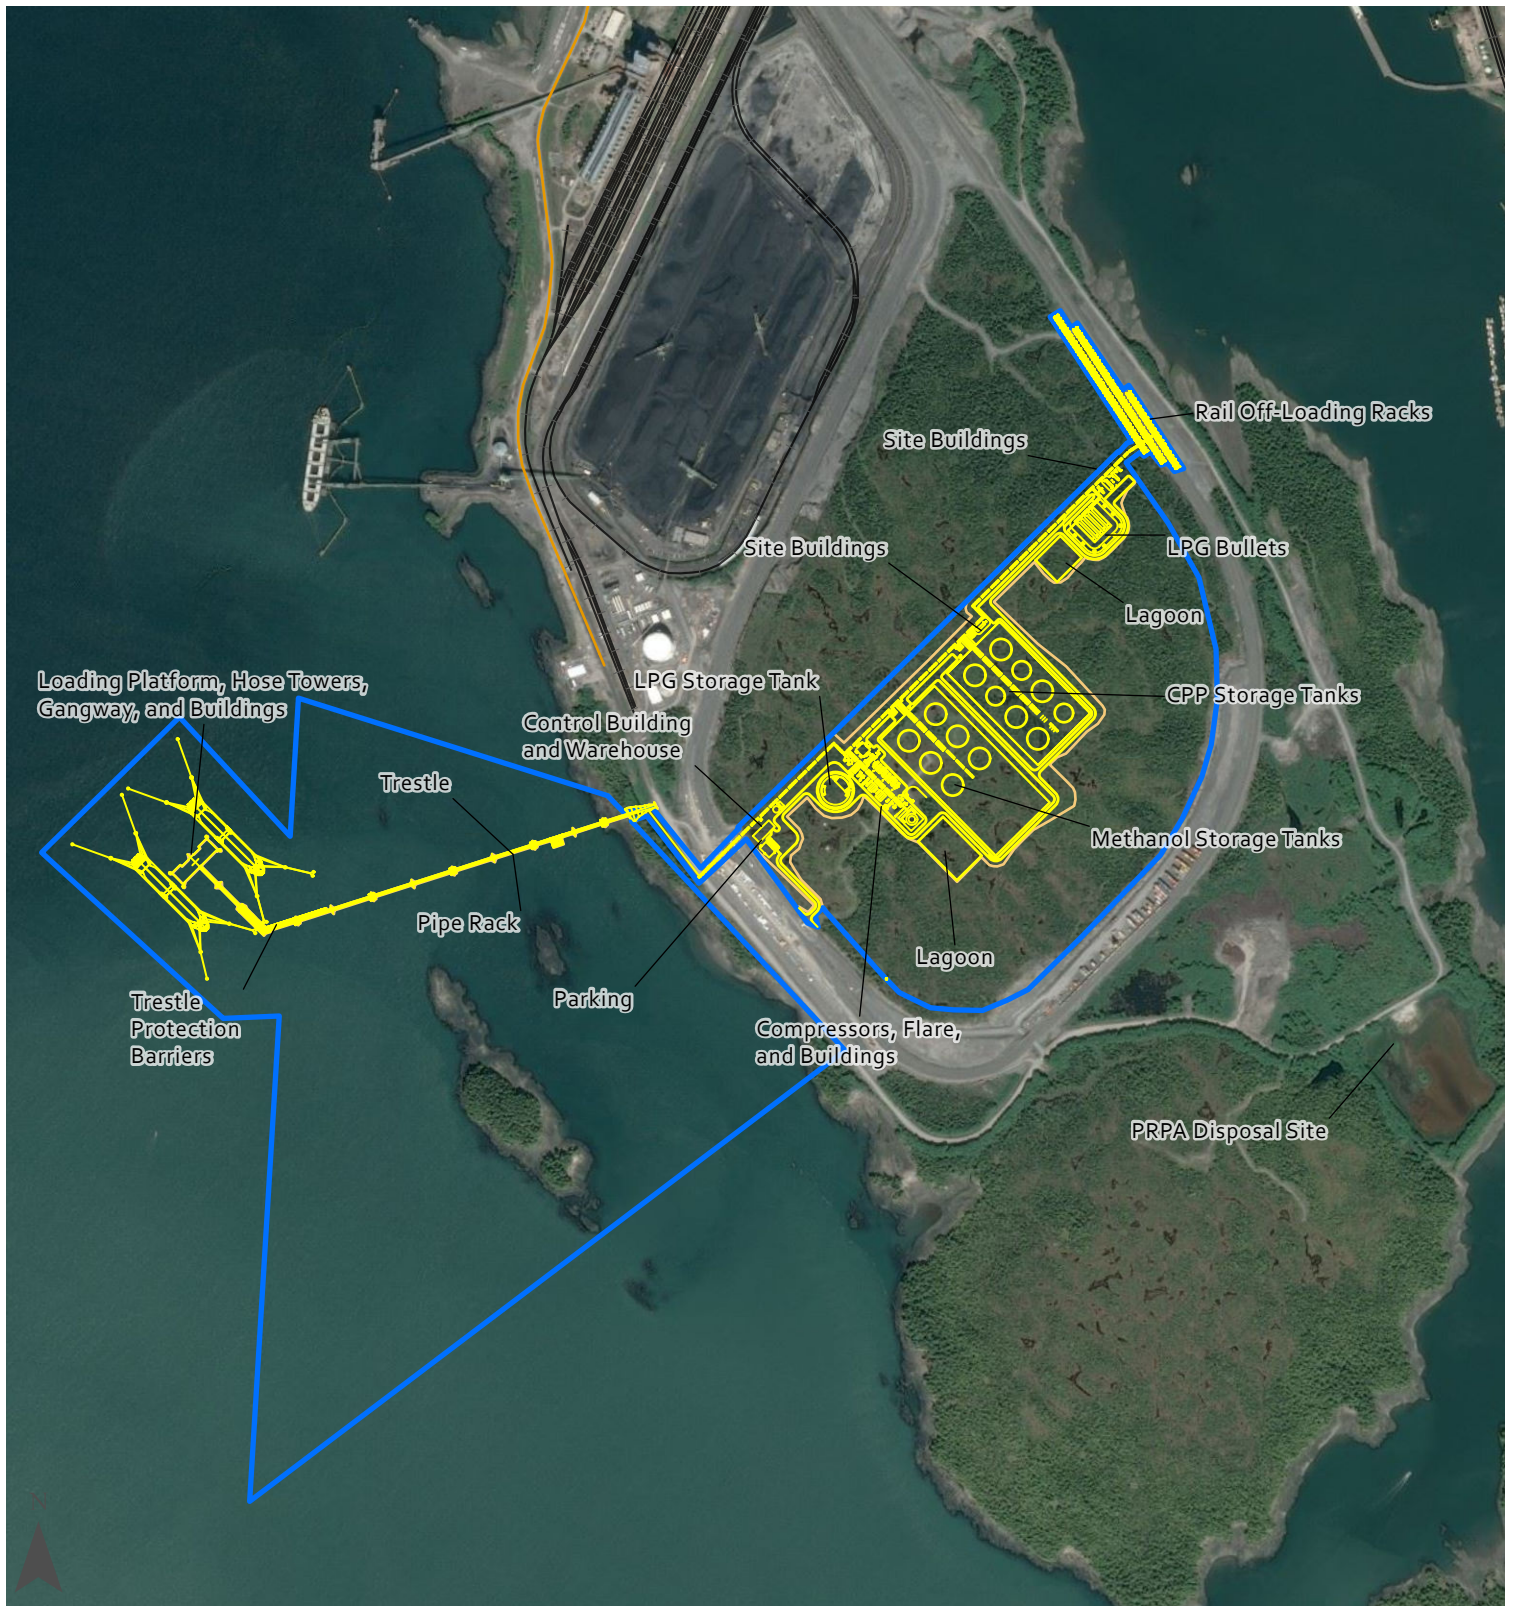 Rail Off-Loading Racks
Site Buildings
Site Buildings
LPG Bullets
Lagoon
Loading Platform, Hose Towers,
Gangway, and Buildings
LPG Storage Tank
CPP Storage Tanks
Control Building
and Warehouse
Trestle
Methanol Storage Tanks
Pipe Rack
Lagoon
Parking
Trestle
Protection
Barriers
Compressors, Flare,
and Buildings
PRPA Disposal Site